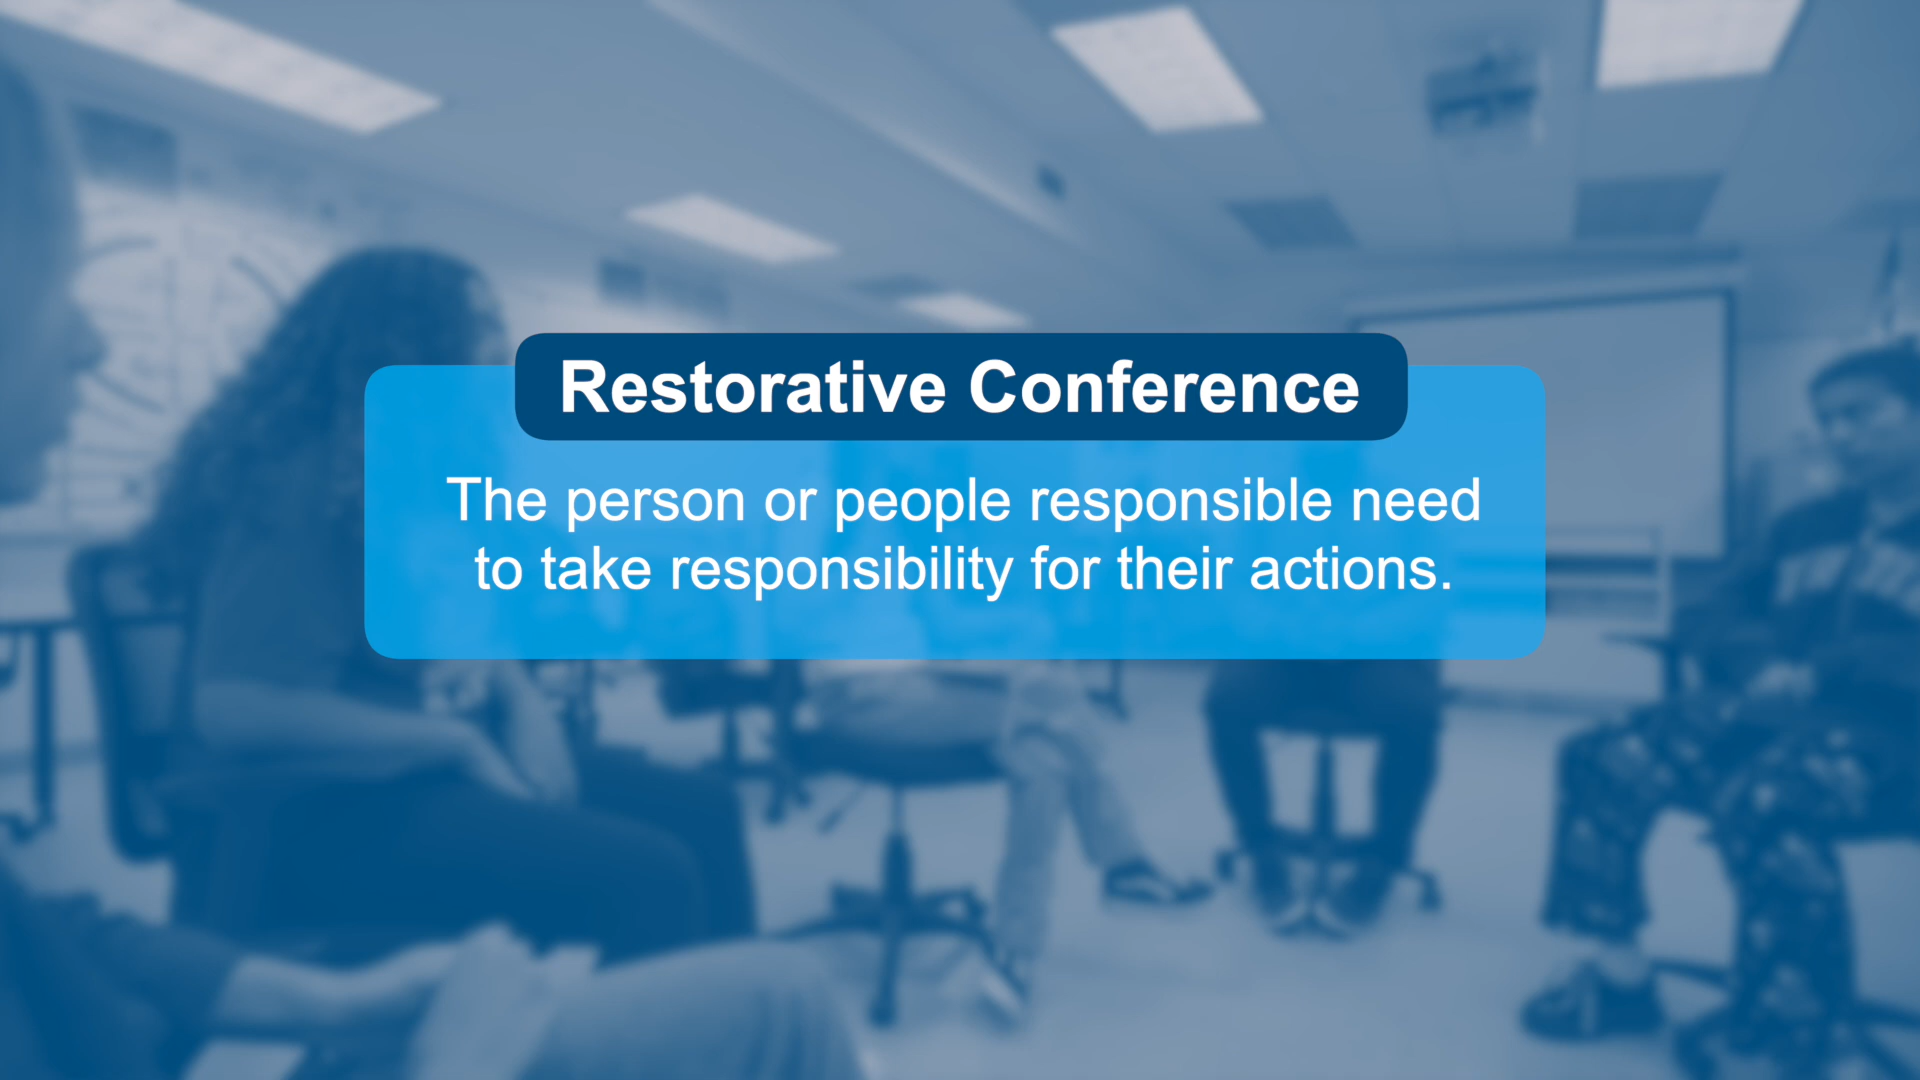 Restorative Conference
The person or people responsible need
to take responsibility for their actions.